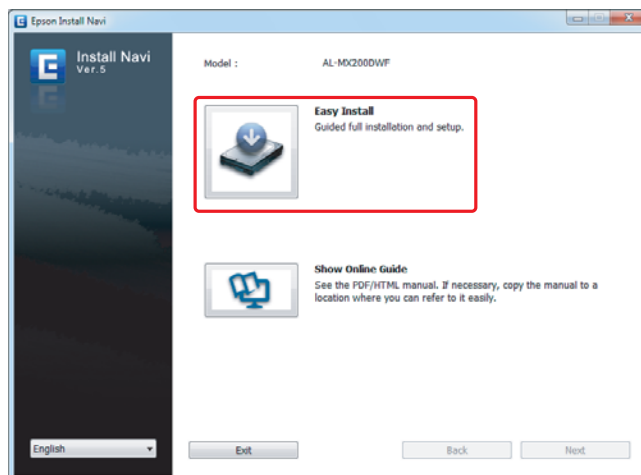 Epson Install Navi
Install Navi
Ver.5
Model : AL-MX200DWF
Easy Install
Guided full installation and setup.
Show Online Guide
See the PDF/HTML manual. If necessary, copy the manual to a
location where you can refer to it easily.
English
Exit
Back
Next